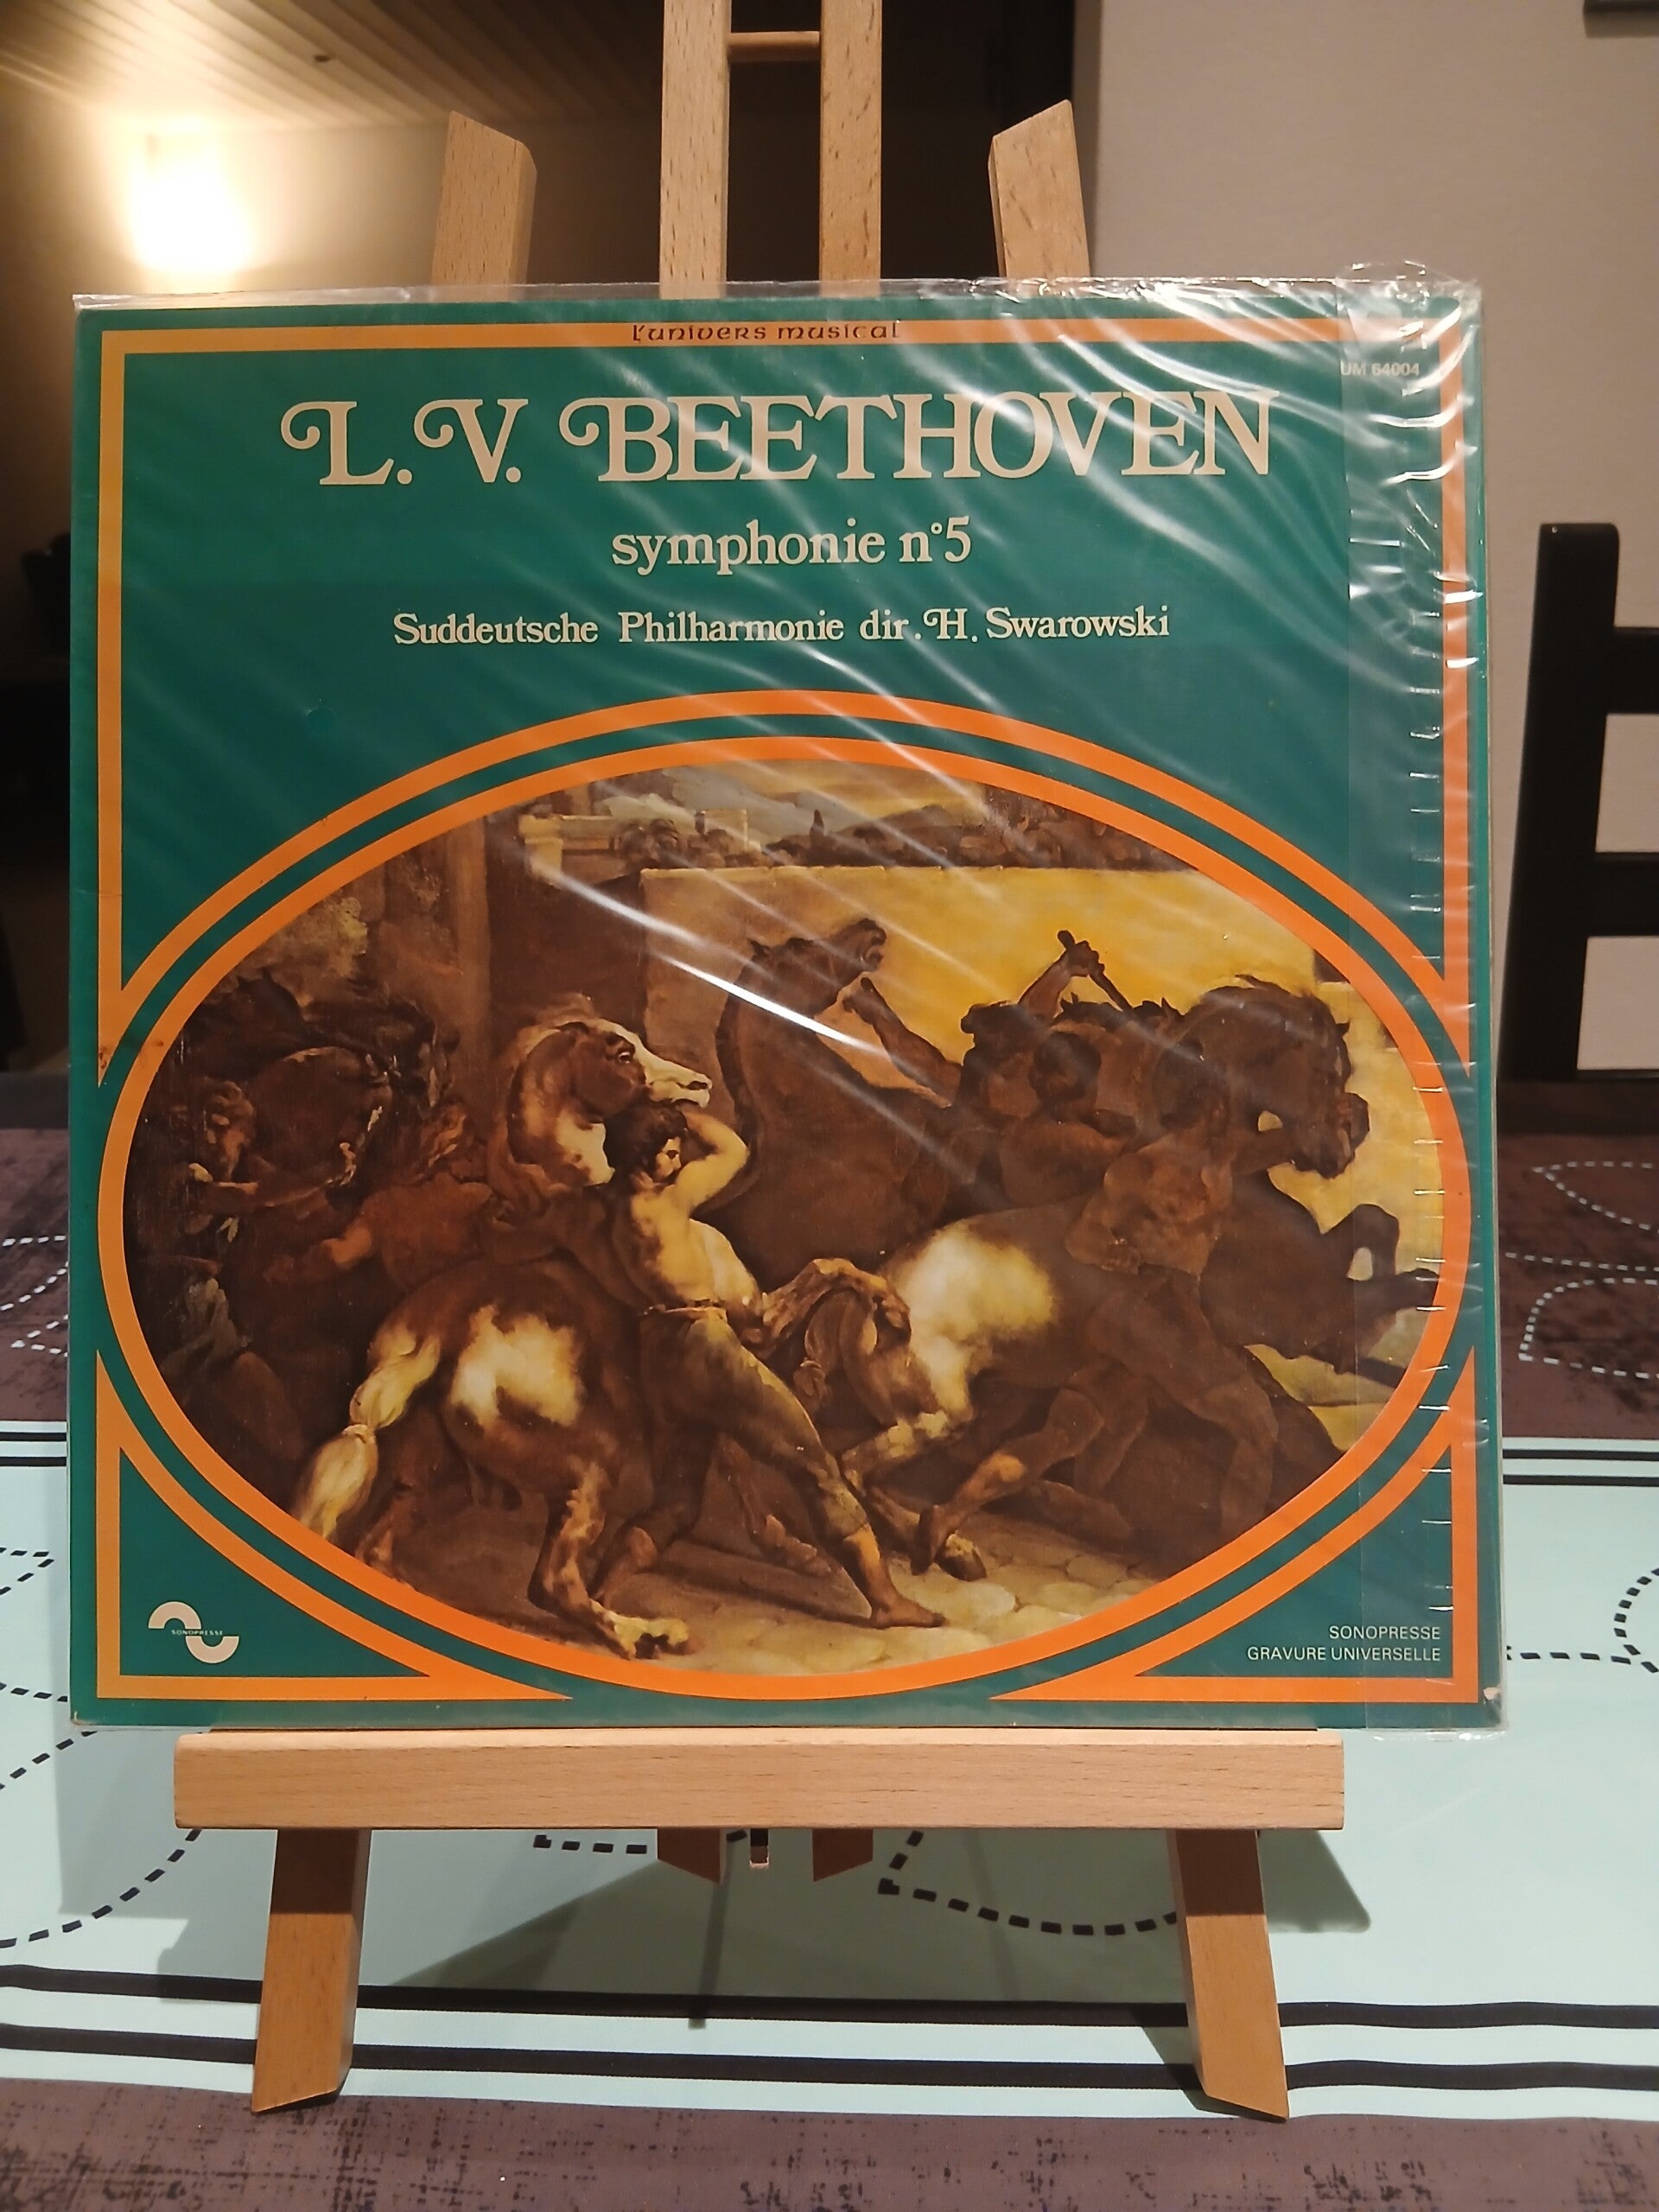 L'univers musical
UM 64004
L.V. BEETHOVEN
symphonie n°5
Suddeutsche Philharmonie dir. H. Swarowski
SONOPRESSE
SONOPRESSE
GRAVURE UNIVERSELLE